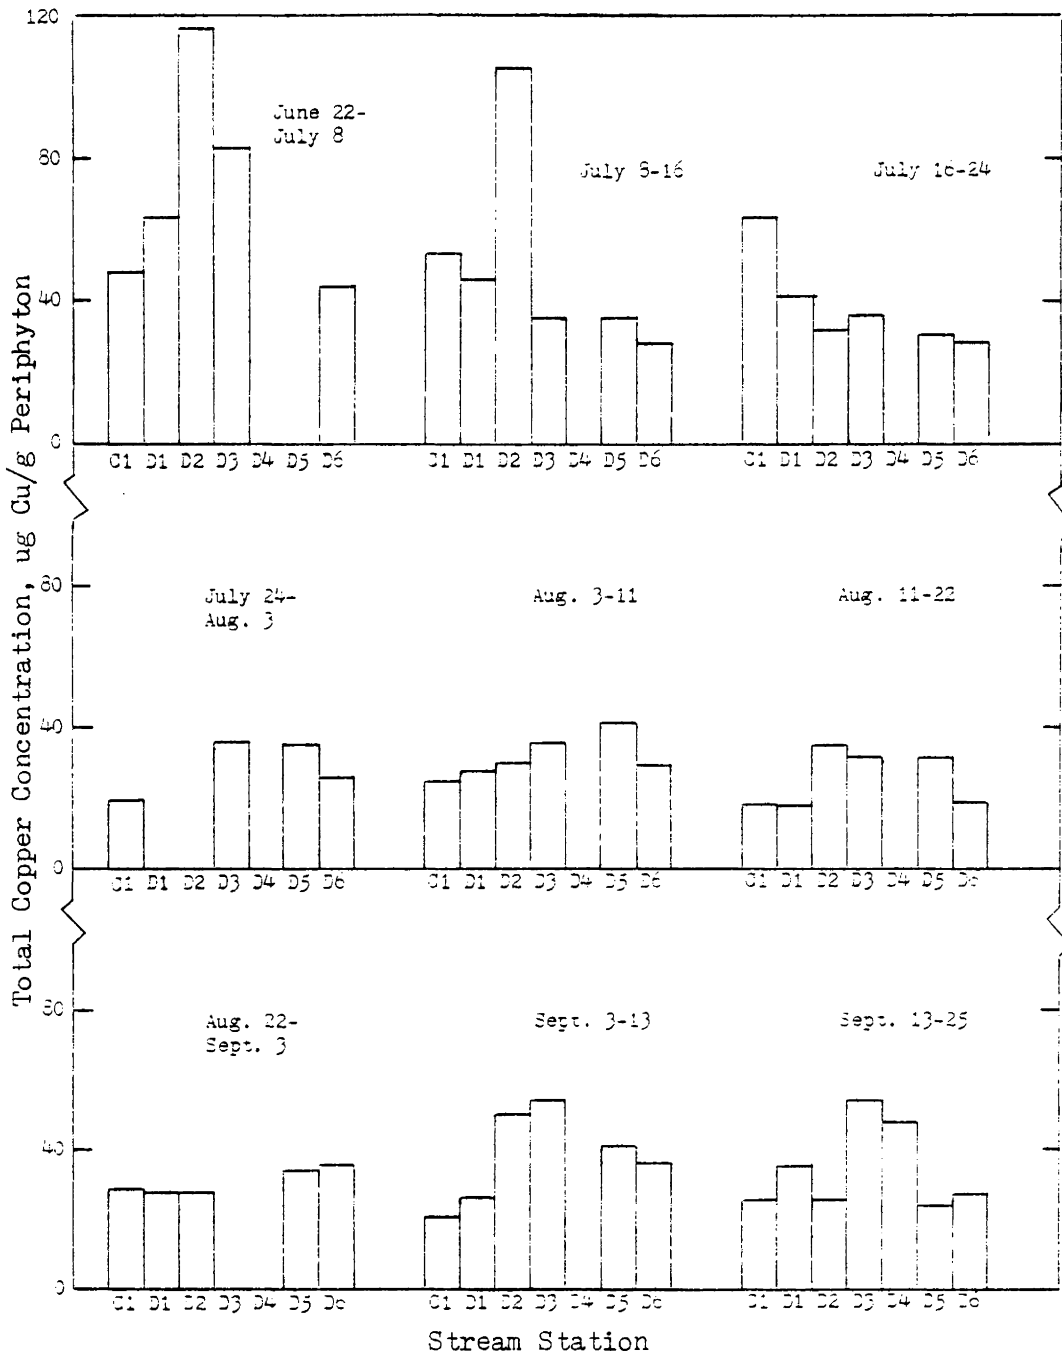 120
80
40
0
June 22-
July 8
July 8-16
July 16-24
C1 D1 D2 D3 D4 D5 D6
C1 D1 D2 D3 D4 D5 D6
C1 D1 D2 D3 D4 D5 D6
80
40
0
July 24-
Aug. 3
Aug. 3-11
Aug. 11-22
C1 D1 D2 D3 D4 D5 D6
C1 D1 D2 D3 D4 D5 D6
C1 D1 D2 D3 D4 D5 D6
80
40
0
Aug. 22-
Sept. 3
Sept. 3-13
Sept. 13-25
C1 D1 D2 D3 D4 D5 D6
C1 D1 D2 D3 D4 D5 D6
C1 D1 D2 D3 D4 D5 D6
Total Copper Concentration, ug Cu/g Periphyton
Stream Station